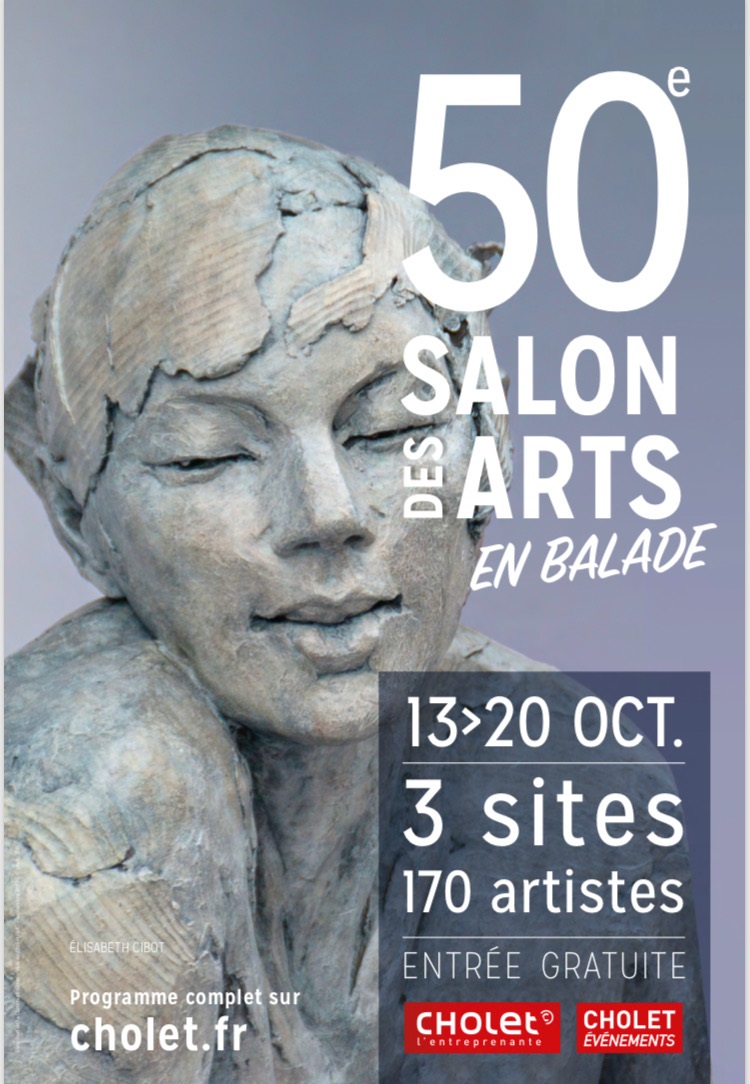 50e
SALON
DES ARTS
EN BALADE
13>20 OCT.
3 sites
170 artistes
ENTRÉE GRATUITE
ÉLISABETH CIBOT
Programme complet sur
cholet.fr
CHOLET
l'entreprenante
CHOLET
ÉVÉNEMENTS